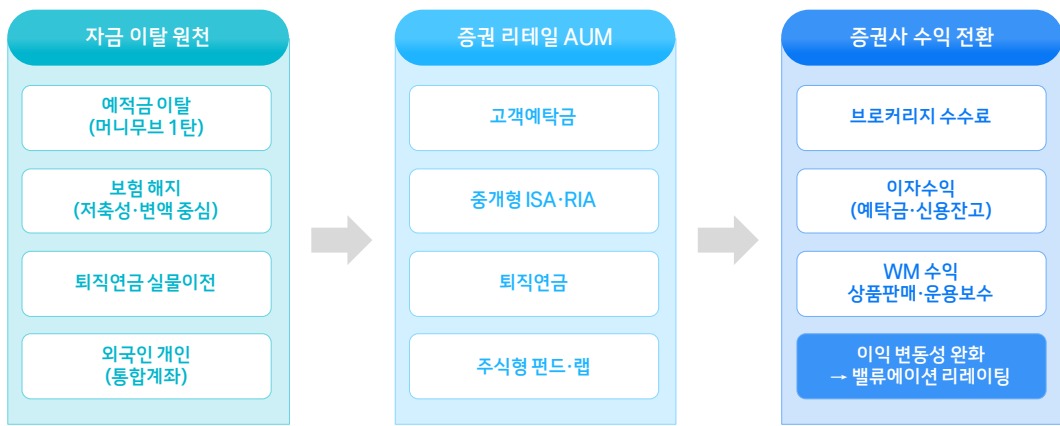 자금 이탈 원천
예적금 이탈
(머니무브 1탄)
보험 해지
(저축성·변액 중심)
퇴직연금 실물이전
외국인 개인
(통합계좌)
증권 리테일 AUM
고객예탁금
중개형 ISA·RIA
퇴직연금
주식형 펀드·랩
증권사 수익 전환
브로커리지 수수료
이자수익
(예탁금·신용잔고)
WM 수익
상품판매·운용보수
이익 변동성 완화
→ 밸류에이션 리레이팅